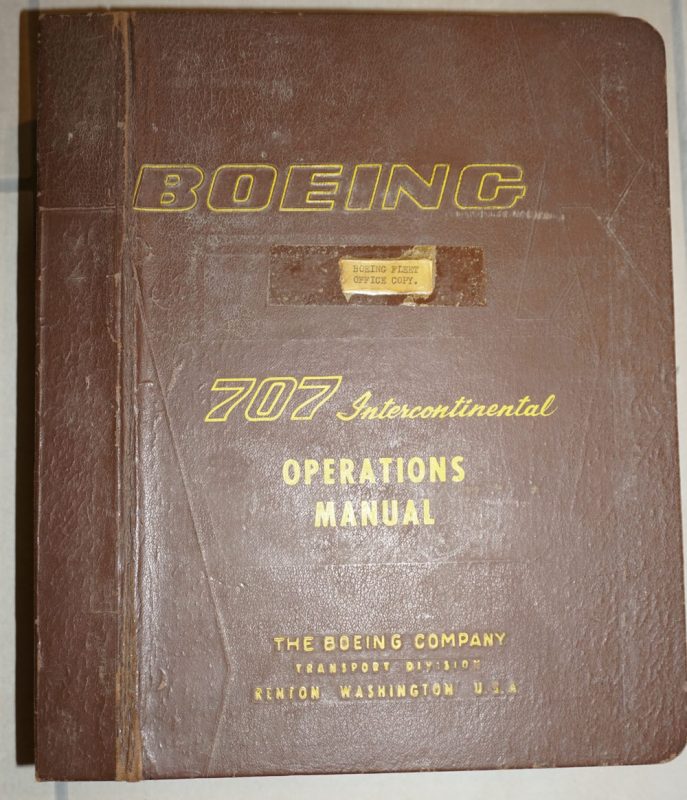 BOEING
BOEING FLEET
OFFICE COPY.
707 Intercontinental
OPERATIONS
MANUAL
THE BOEING COMPANY
TRANSPORT DIVISION
RENTON WASHINGTON U.S.A